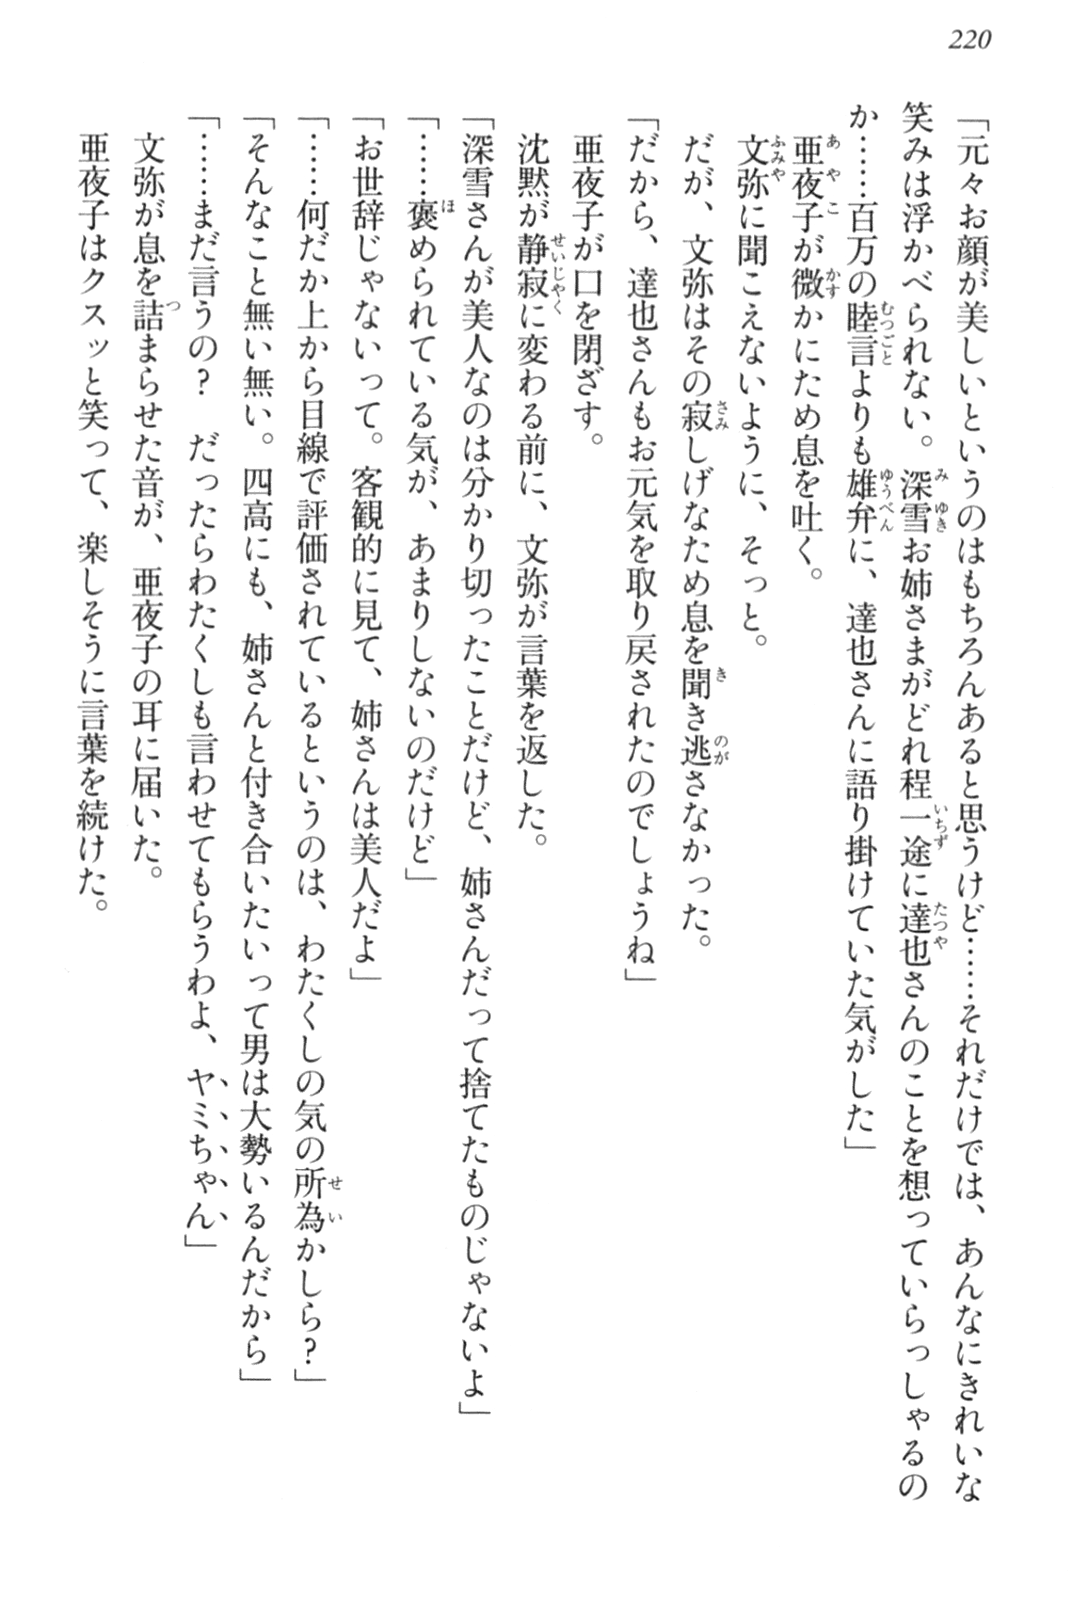 220
「元々お顔が美しいというのはもちろんあると思うけど……それだけでは、あんなにきれいな
笑みは浮かべられない。深雪お姉さまがどれ程一途に達也さんのことを想っていらっしゃるの
か……百万の睦言よりも雄弁に、達也さんに語り掛けていた気がした」
亜夜子が微かにため息を吐く。
文弥に聞こえないように、そっと。
だが、文弥はその寂しげなため息を聞き逃さなかった。
「だから、達也さんもお元気を取り戻されたのでしょうね」
亜夜子が口を閉ざす。
沈黙が静寂に変わる前に、文弥が言葉を返した。
「深雪さんが美人なのは分かり切ったことだけど、姉さんだって捨てたものじゃないよ」
「……褒められている気が、あまりしないのだけど」
「お世辞じゃないって。客観的に見て、姉さんは美人だよ」
「……何だか上から目線で評価されているというのは、わたくしの気の所為かしら？」
「そんなこと無い無い。四高にも、姉さんと付き合いたいって男は大勢いるんだから」
「……まだ言うの？　だったらわたくしも言わせてもらうわよ、ヤミちゃん」
文弥が息を詰まらせた音が、亜夜子の耳に届いた。
亜夜子はクスッと笑って、楽しそうに言葉を続けた。